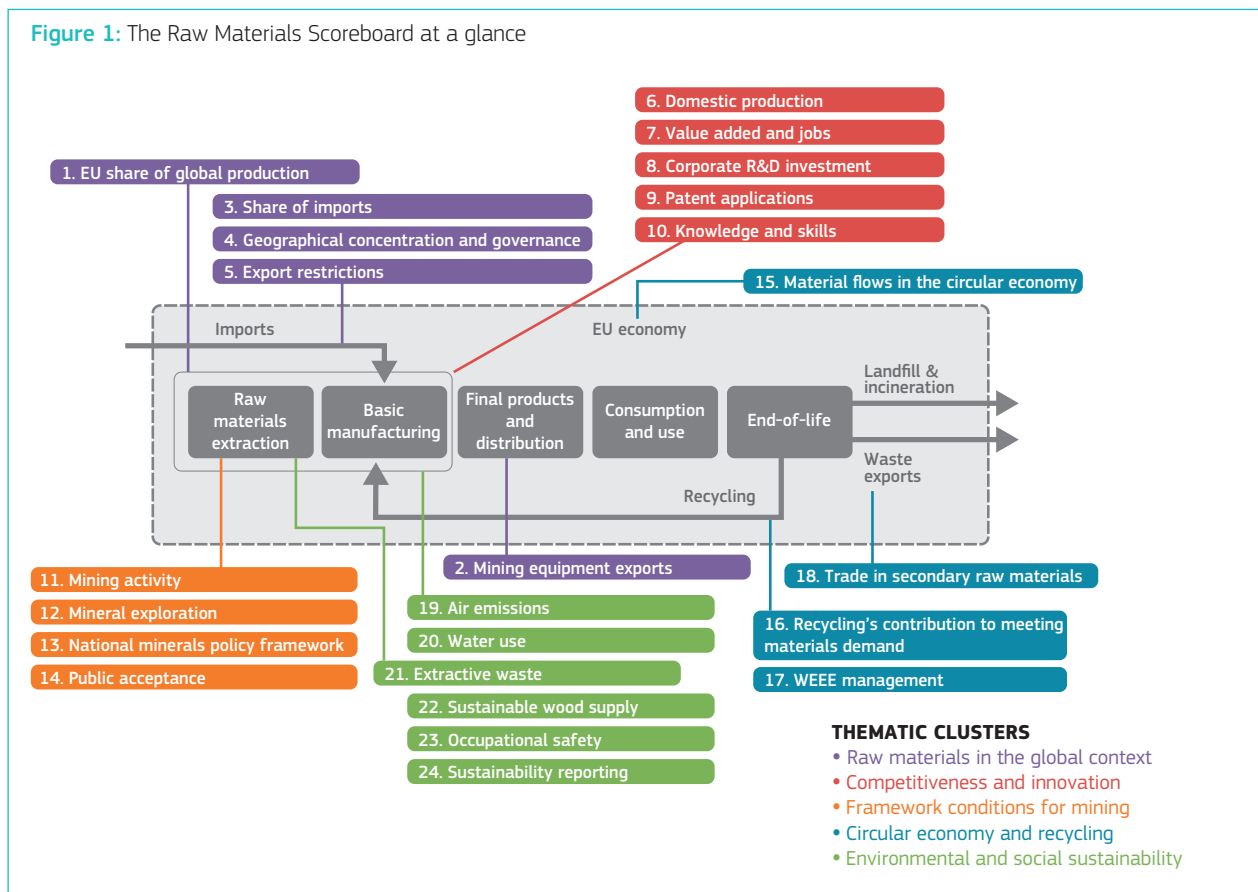 Figure 1: The Raw Materials Scoreboard at a glance
6. Domestic production
7. Value added and jobs
8. Corporate R&D investment
9. Patent applications
10. Knowledge and skills
1. EU share of global production
3. Share of imports
4. Geographical concentration and governance
5. Export restrictions
15. Material flows in the circular economy
Imports
EU economy
Raw
materials
extraction
Basic
manufacturing
Final products
and
distribution
Consumption
and use
End-of-life
Landfill &
incineration
Waste
exports
Recycling
2. Mining equipment exports
18. Trade in secondary raw materials
11. Mining activity
12. Mineral exploration
13. National minerals policy framework
14. Public acceptance
19. Air emissions
20. Water use
21. Extractive waste
22. Sustainable wood supply
23. Occupational safety
24. Sustainability reporting
16. Recycling's contribution to meeting
materials demand
17. WEEE management
THEMATIC CLUSTERS
• Raw materials in the global context
• Competitiveness and innovation
• Framework conditions for mining
• Circular economy and recycling
• Environmental and social sustainability